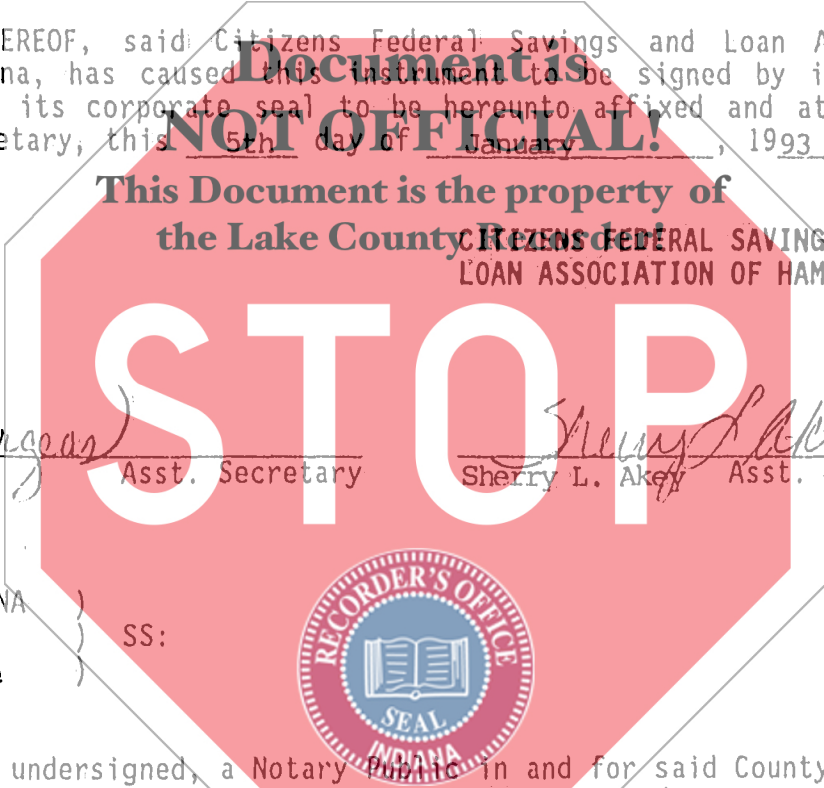 EREOF, said Citizens Federal Savings and Loan A
na, has caused this instrument to be signed by i
its corporate seal to be hereunto affixed and at
etary, this 5th day of January, 1993
Document is
NOT OFFICIAL!
This Document is the property of
the Lake County Recorder!
CITIZENS FEDERAL SAVING
LOAN ASSOCIATION OF HAM
STOP
Asst. Secretary
Sherry L. Ak
Sherry L. Akey Asst.
NA )
) SS:
)
RECORDER'S OFFICE
SEAL
INDIANA
undersigned, a Notary Public in and for said County